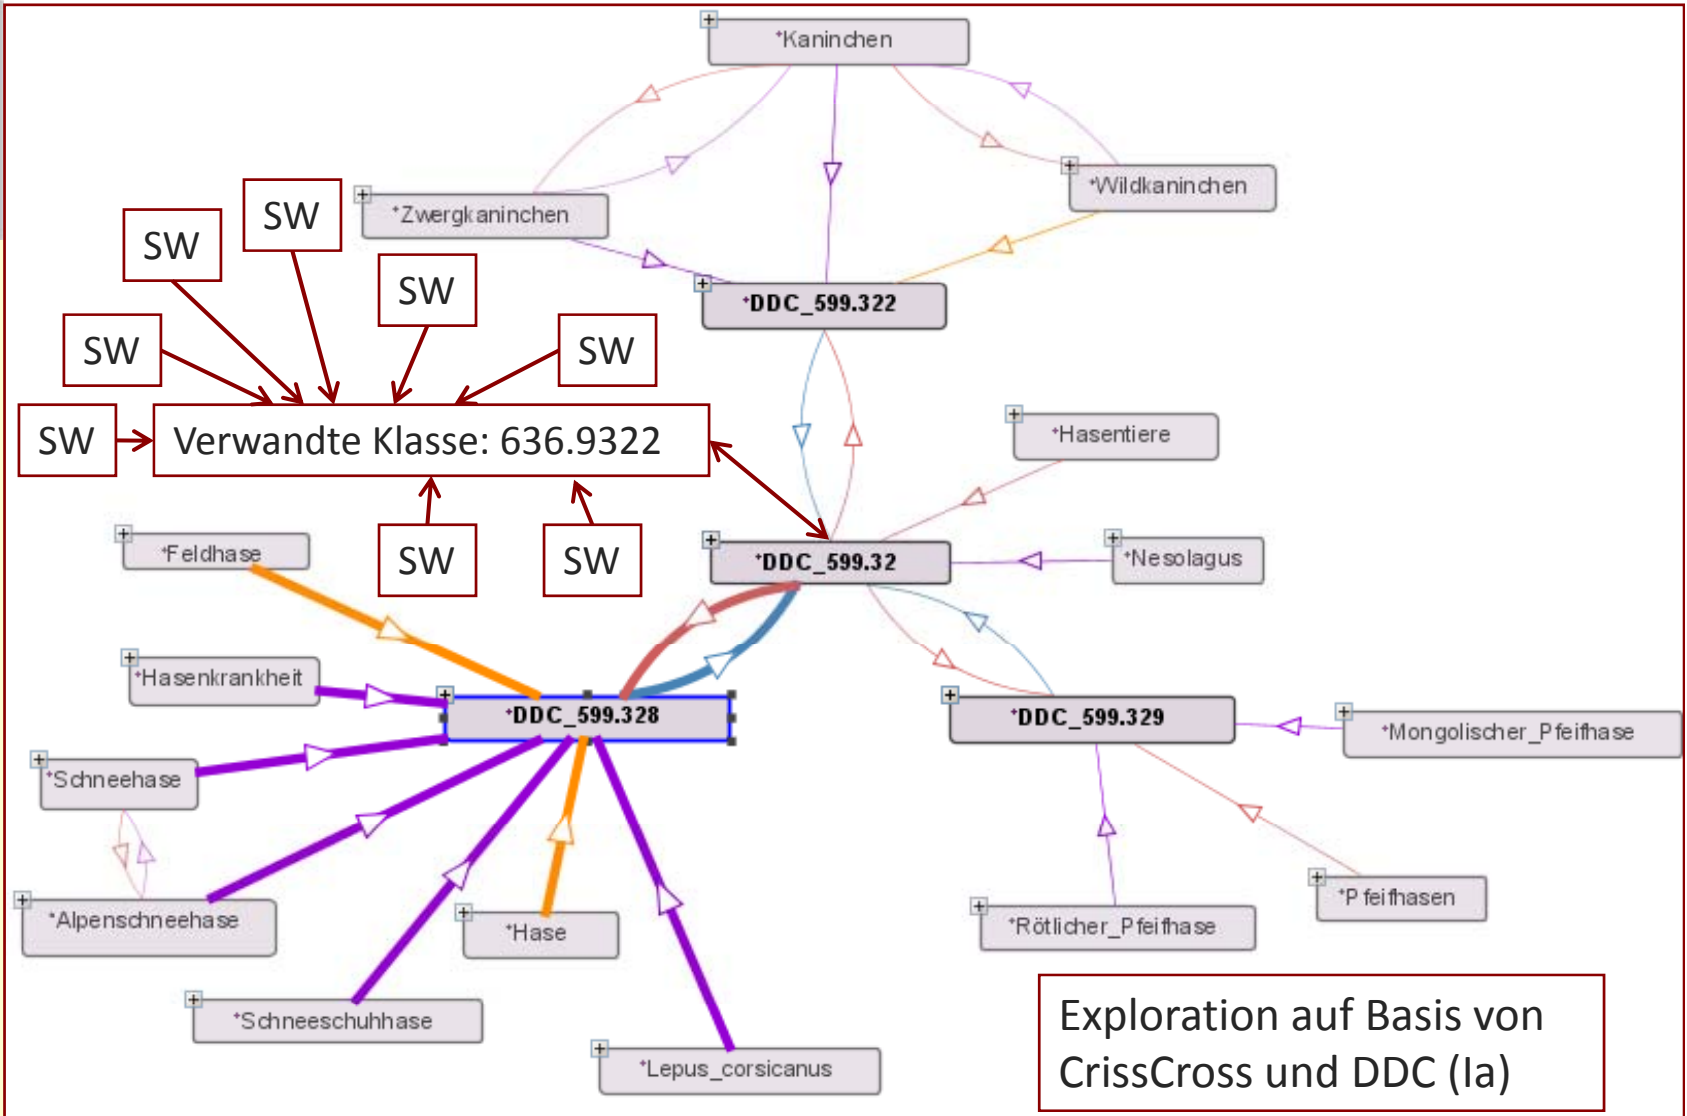 +Kaninchen
+Wildkaninchen
+Zwergkaninchen
SW
SW
SW
SW
SW
SW
+DDC_599.322
Verwandte Klasse: 636.9322
+Hasentiere
SW
SW
+Feldhase
+DDC_599.32
+Nesolagus
+Hasenkrankheit
+DDC_599.328
+DDC_599.329
+Mongolischer_Pfeifhase
+Schneehase
+Alpenschneehase
+Hase
+Pfeifhasen
+Rötlicher_Pfeifhase
+Schneeschuhhase
+Lepus_corsicanus
Exploration auf Basis von
CrissCross und DDC (Ia)